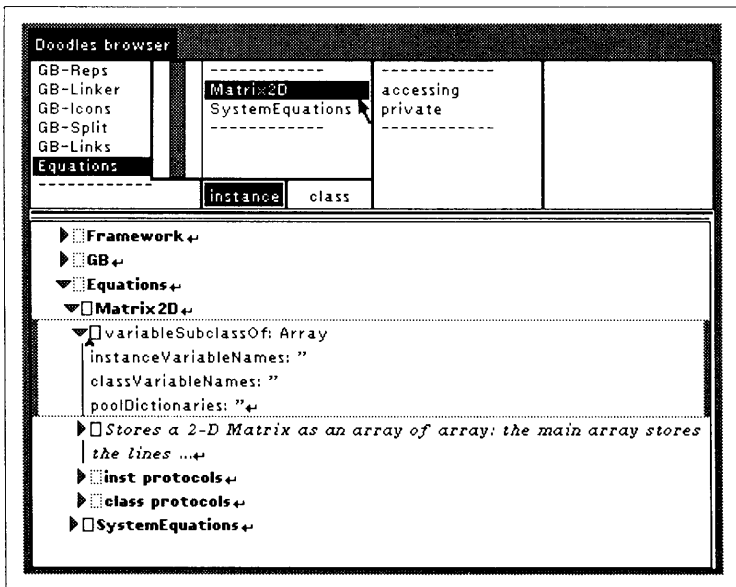 Doodles browser
GB-Reps
GB-Linker
GB-Icons
GB-Split
GB-Links
Equations
Matrix2D
SystemEquations
instance class
accessing
private
Framework
GB
Equations
Matrix2D
variableSubclassOf: Array
instanceVariableNames: ''
classVariableNames: ''
poolDictionaries: ''
Stores a 2-D Matrix as an array of array: the main array stores
the lines ...
inst protocols
class protocols
SystemEquations